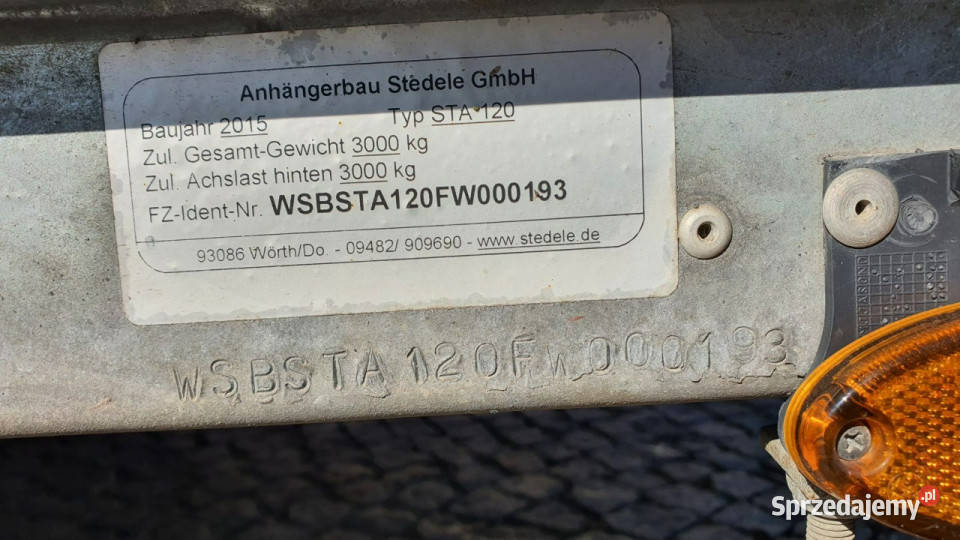 Anhängerbau Stedele GmbH
Baujahr 2015 Typ STA 120
Zul. Gesamt-Gewicht 3000 kg
Zul. Achslast hinten 3000 kg
FZ-Ident-Nr. WSBSTA120FW000193
93086 Wörth/Do. - 09482/ 909690 - www.stedele.de
WSBSTA120FW000193
Sprzedajemy.pl